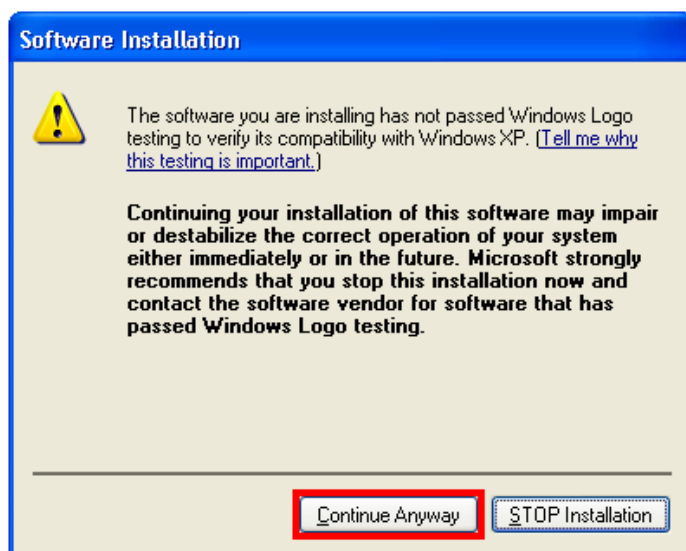 Software Installation
The software you are installing has not passed Windows Logo
testing to verify its compatibility with Windows XP. (Tell me why
this testing is important.)
Continuing your installation of this software may impair
or destabilize the correct operation of your system
either immediately or in the future. Microsoft strongly
recommends that you stop this installation now and
contact the software vendor for software that has
passed Windows Logo testing.
Continue Anyway
STOP Installation